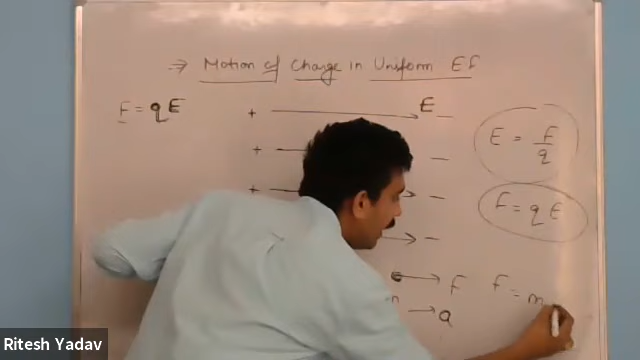 → Motion of Charge in Uniform EF
F = qE
+ → E –
+ –
+ → –
→ –
→ F
→ a
E = F/q
F = qE
F = m
Ritesh Yadav